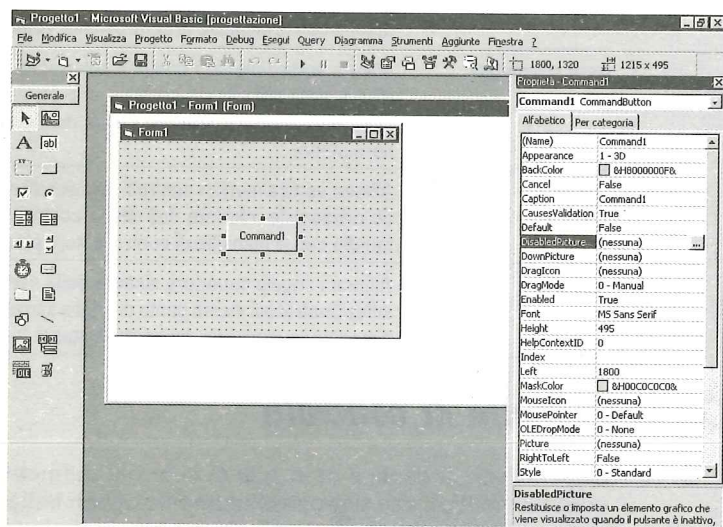 Progetto1 - Microsoft Visual Basic [progettazione]
File Modifica Visualizza Progetto Formato Debug Esegui Query Diagramma Strumenti Aggiunte Finestra ?
1800, 1320
1215 x 495
Generale
A
ab
Progetto1 - Form1 (Form)
Form1
Command1
Proprietà - Command1
Command1 CommandButton
Alfabetico
Per categoria
(Name) Command1
Appearance 1 - 3D
BackColor &H8000000F&
Cancel False
Caption Command1
CausesValidation True
Default False
DisabledPicture (nessuna) ...
DownPicture (nessuna)
DragIcon (nessuna)
DragMode 0 - Manual
Enabled True
Font MS Sans Serif
Height 495
HelpContextID 0
Index
Left 1800
MaskColor &H00C0C0C0&
MouseIcon (nessuna)
MousePointer 0 - Default
OLEDropMode 0 - None
Picture (nessuna)
RightToLeft False
Style 0 - Standard
DisabledPicture
Restituisce o imposta un elemento grafico che
viene visualizzato quando il pulsante è inattivo,